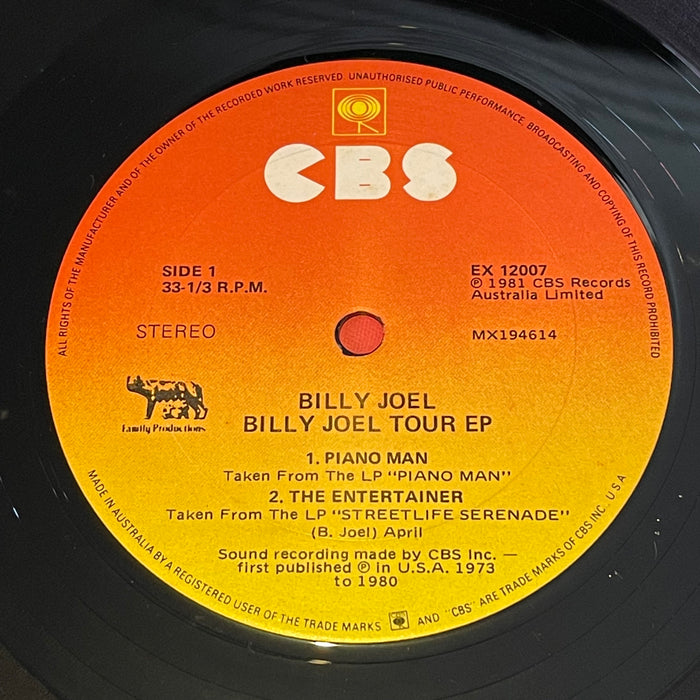 ALL RIGHTS OF THE MANUFACTURER AND OF THE OWNER OF THE RECORDED WORK RESERVED. UNAUTHORISED PUBLIC PERFORMANCE, BROADCASTING AND COPYING OF THIS RECORD PROHIBITED
CBS
SIDE 1
33-1/3 R.P.M.
EX 12007
℗ 1981 CBS Records
Australia Limited
STEREO
MX194614
Family Productions
BILLY JOEL
BILLY JOEL TOUR EP
1. PIANO MAN
Taken From The LP "PIANO MAN"
2. THE ENTERTAINER
Taken From The LP "STREETLIFE SERENADE"
(B. Joel) April
Sound recording made by CBS Inc. —
first published ℗ in U.S.A. 1973
to 1980
MADE IN AUSTRALIA BY A REGISTERED USER OF THE TRADE MARKS AND "CBS" ARE TRADE MARKS OF CBS INC. USA